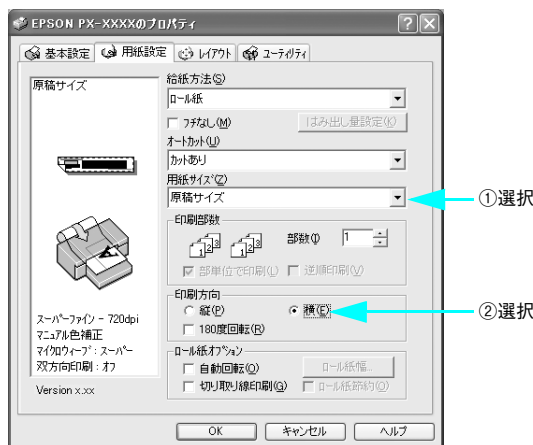 EPSON PX-XXXXのプロパティ
基本設定 用紙設定 レイアウト ユーティリティ
原稿サイズ
給紙方法(S)
ロール紙
フチなし(M) はみ出し量設定(K)
オートカット(U)
カットあり
用紙サイズ(Z)
原稿サイズ
①選択
印刷部数
部数(I) 1
部単位で印刷(L) 逆順印刷(V)
印刷方向
縦(P) 横(E)
②選択
180度回転(R)
スーパーファイン - 720dpi
マニュアル色補正
マイクロウィーブ:スーパー
双方向印刷:オフ
Version x.xx
ロール紙オプション
自動回転(O) ロール紙幅...
切り取り線印刷(G) ロール紙節約(O)
OK キャンセル ヘルプ